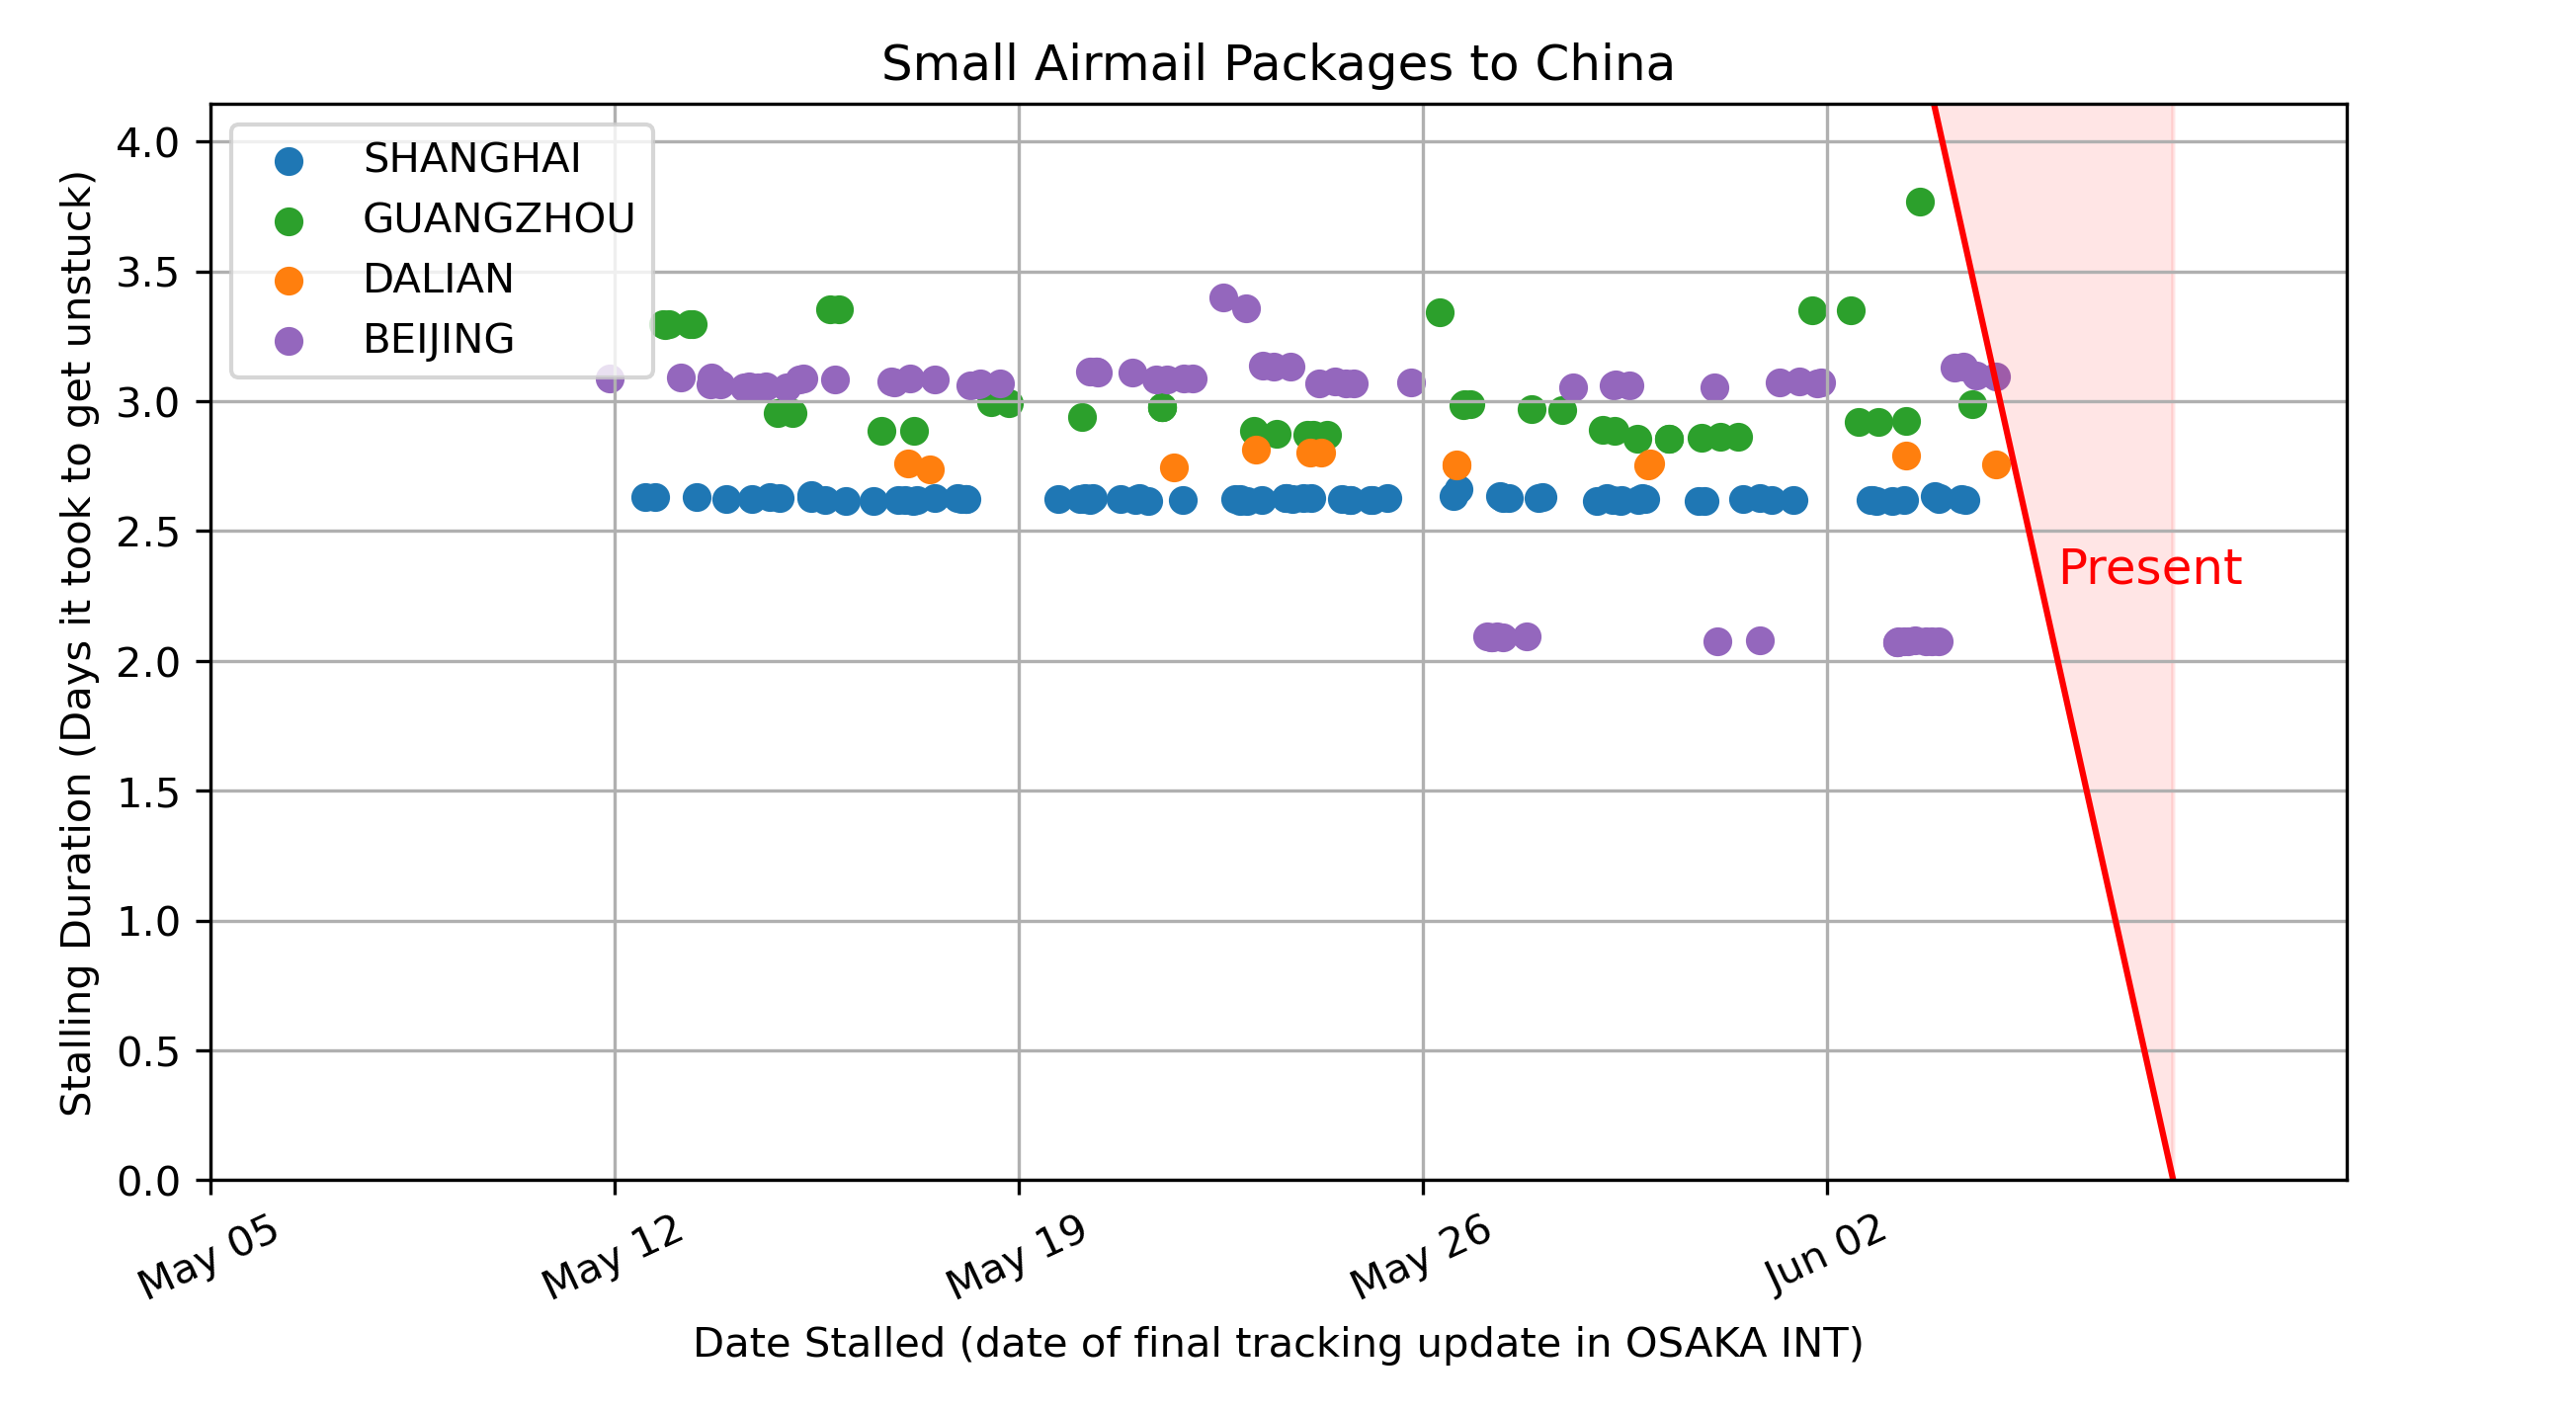 Small Airmail Packages to China
Stalling Duration (Days it took to get unstuck)
4.0
3.5
3.0
2.5
2.0
1.5
1.0
0.5
0.0
SHANGHAI
GUANGZHOU
DALIAN
BEIJING
Present
May 05
May 12
May 19
May 26
Jun 02
Date Stalled (date of final tracking update in OSAKA INT)